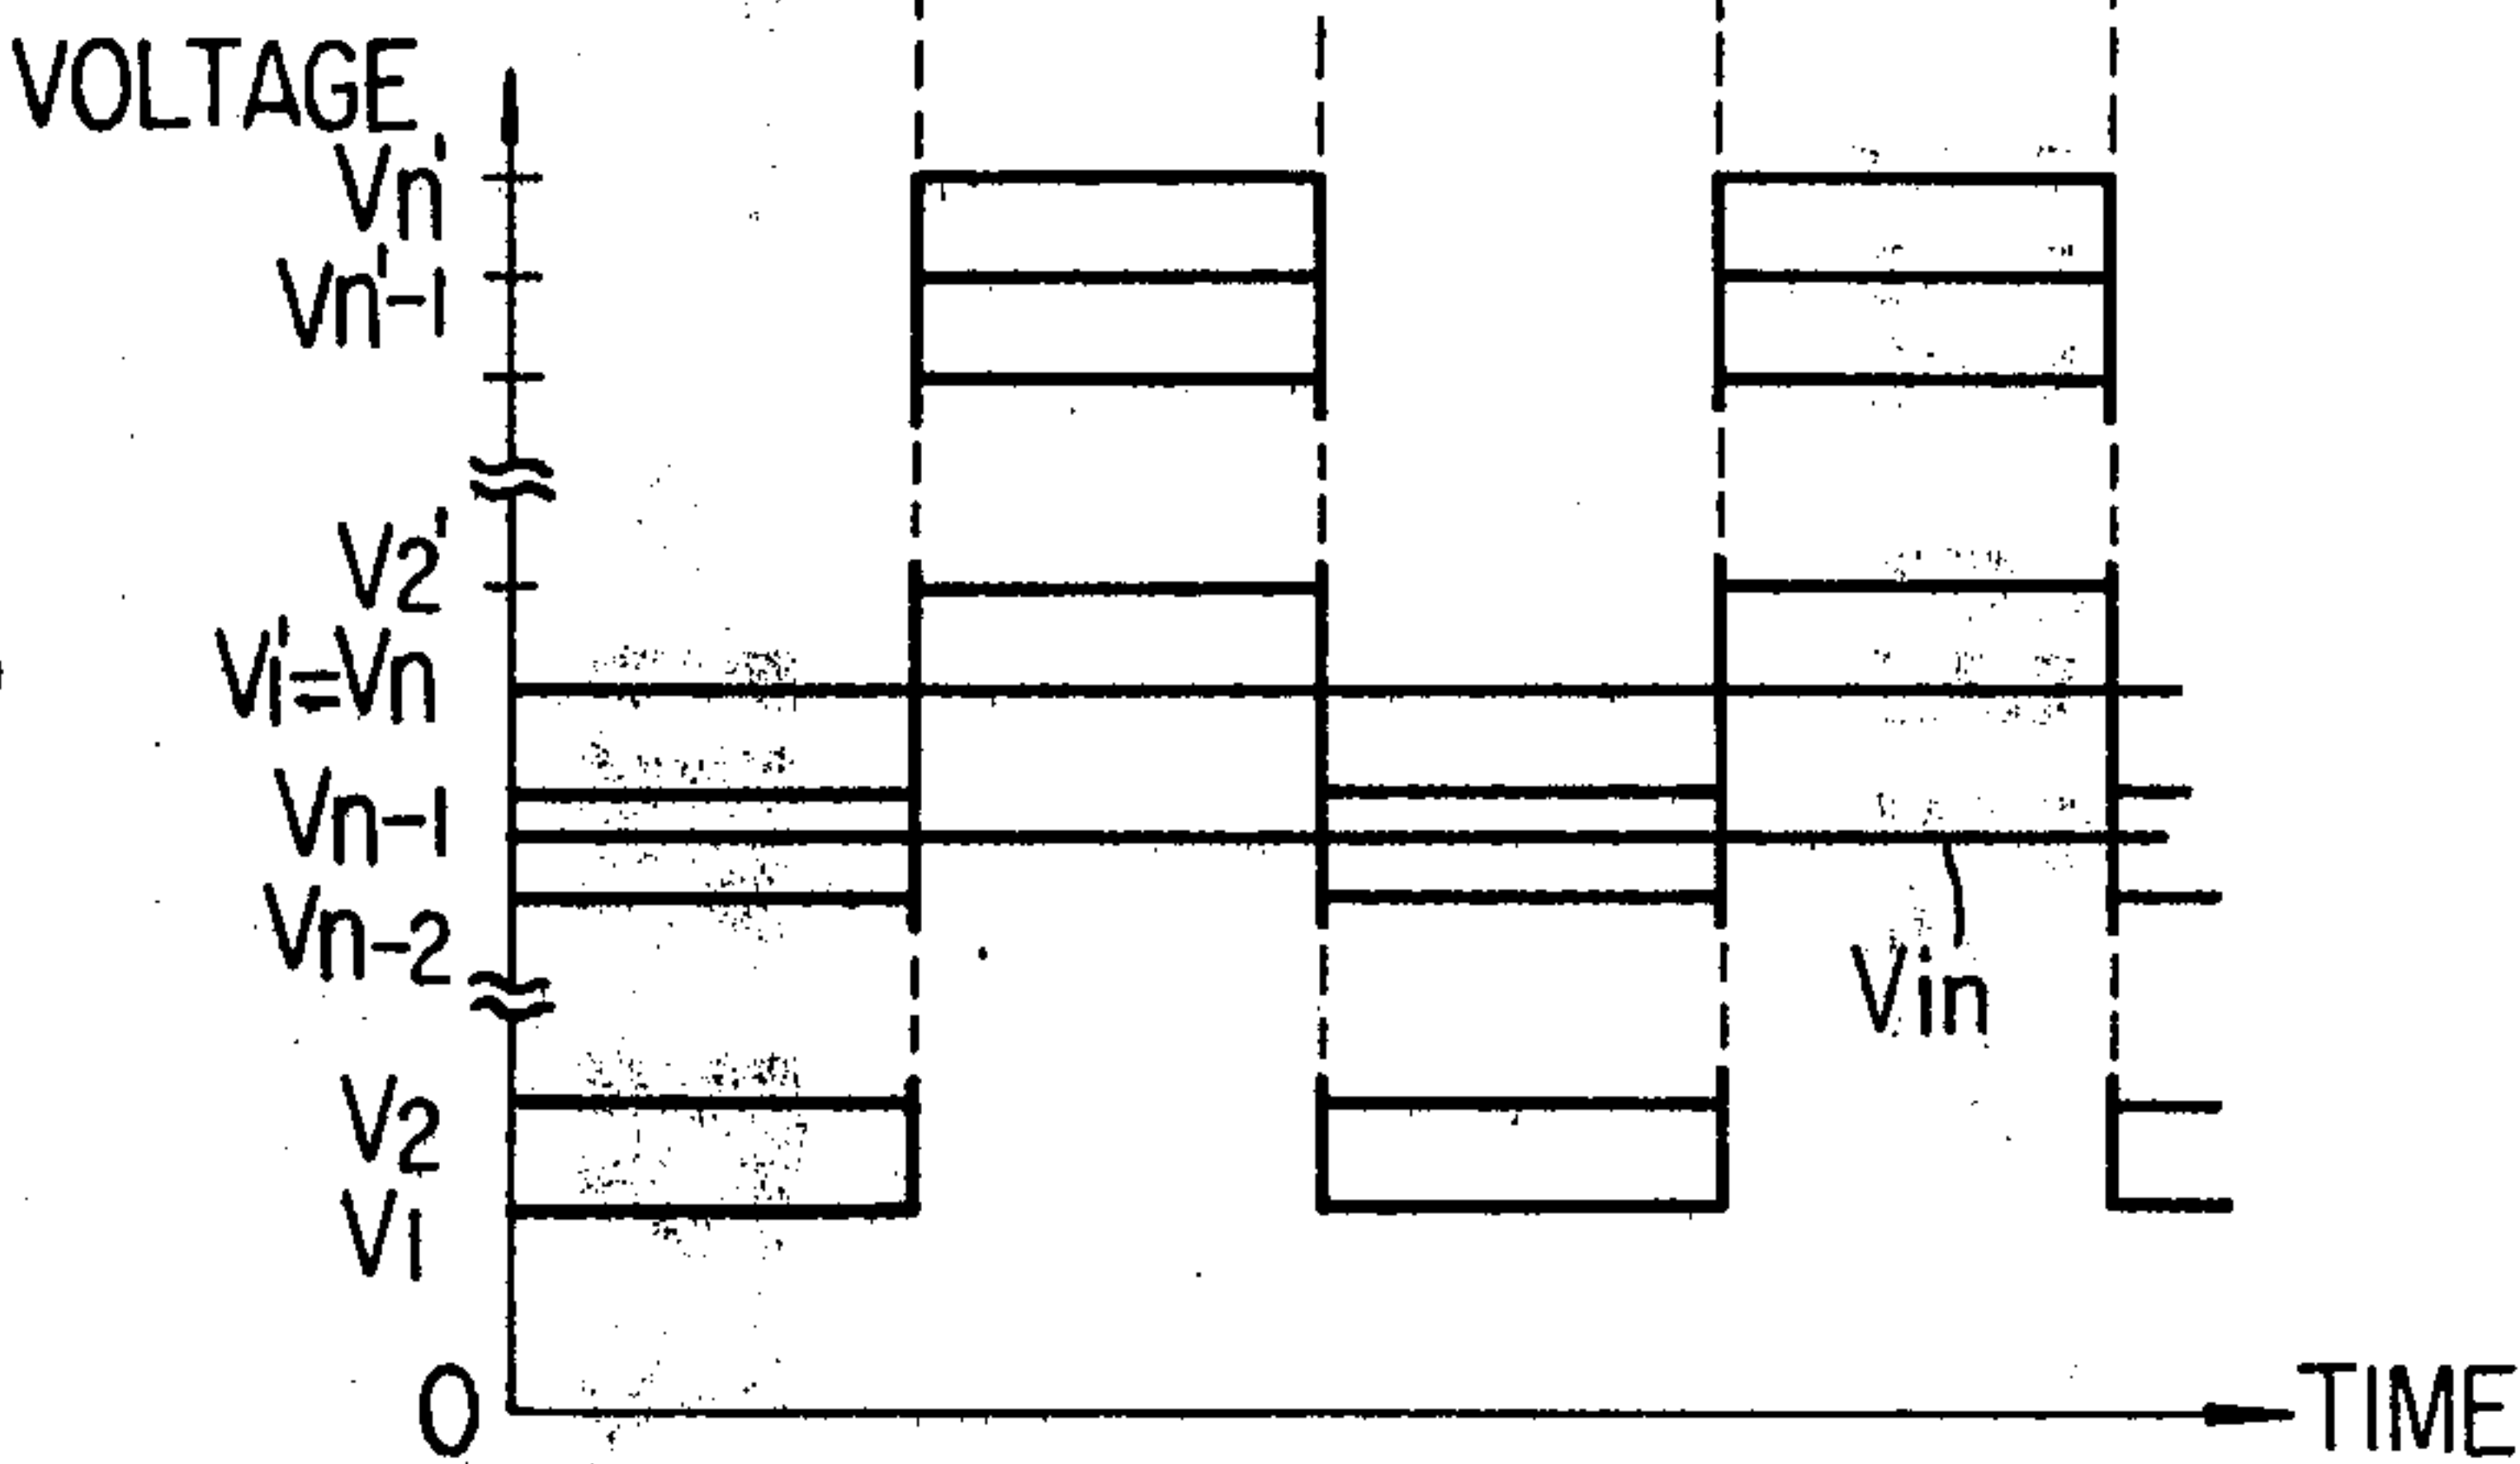 VOLTAGE
Vn'
Vn'-1
V2'
V1'=Vn
Vn-1
Vn-2
Vin
V2
V1
0
TIME